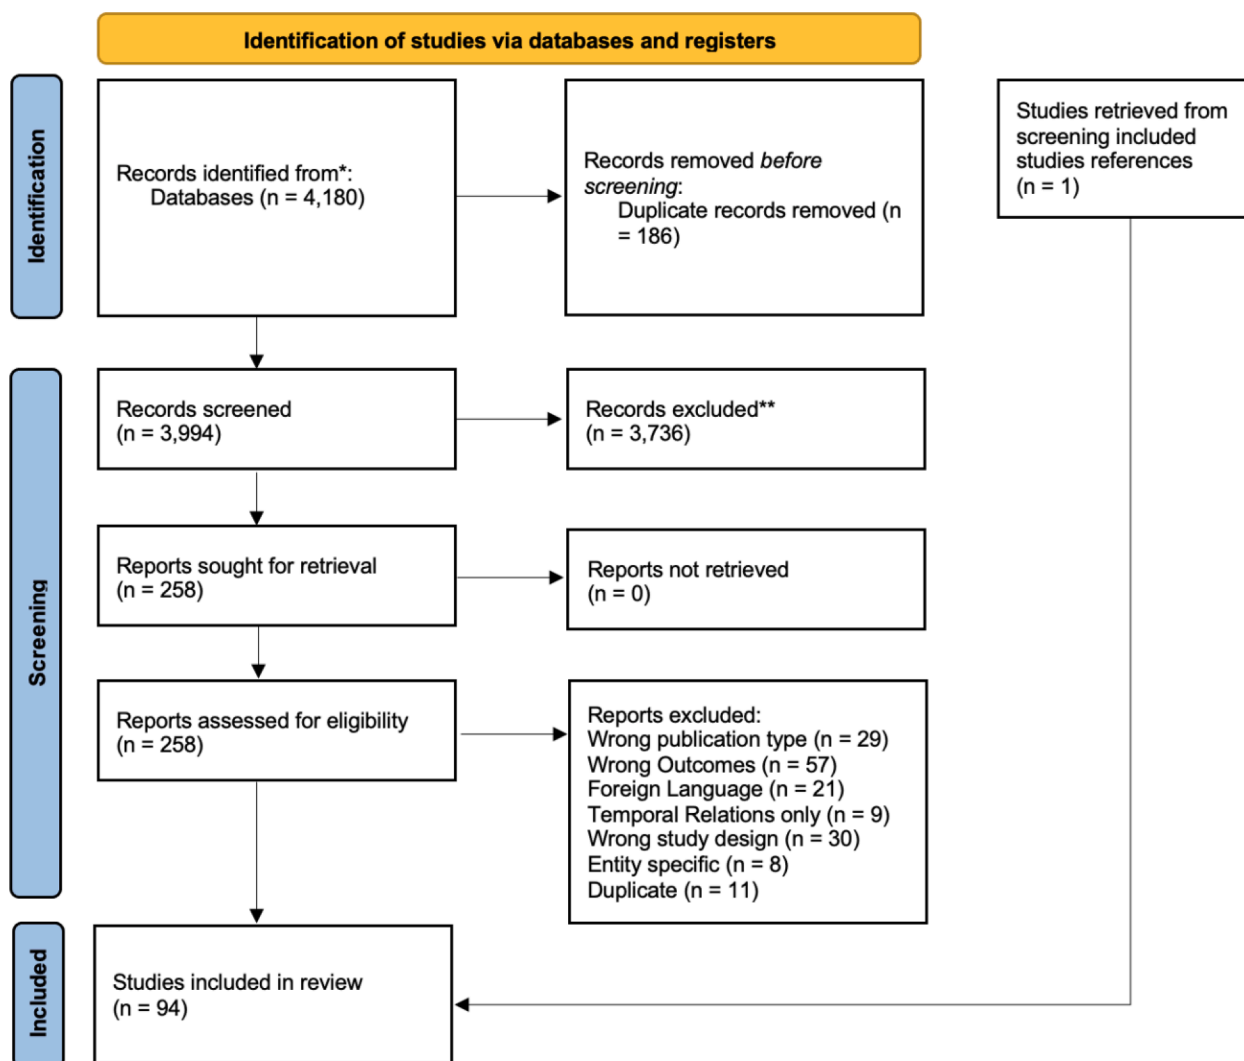 Identification of studies via databases and registers
Identification
Records identified from*:
Databases (n = 4,180)
Records removed before
screening:
Duplicate records removed (n
= 186)
Studies retrieved from
screening included
studies references
(n = 1)
Screening
Records screened
(n = 3,994)
Records excluded**
(n = 3,736)
Reports sought for retrieval
(n = 258)
Reports not retrieved
(n = 0)
Reports assessed for eligibility
(n = 258)
Reports excluded:
Wrong publication type (n = 29)
Wrong Outcomes (n = 57)
Foreign Language (n = 21)
Temporal Relations only (n = 9)
Wrong study design (n = 30)
Entity specific (n = 8)
Duplicate (n = 11)
Included
Studies included in review
(n = 94)